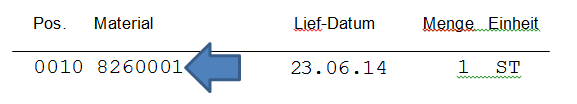 Pos. Material Lief-Datum Menge Einheit
0010 8260001 23.06.14 1 ST